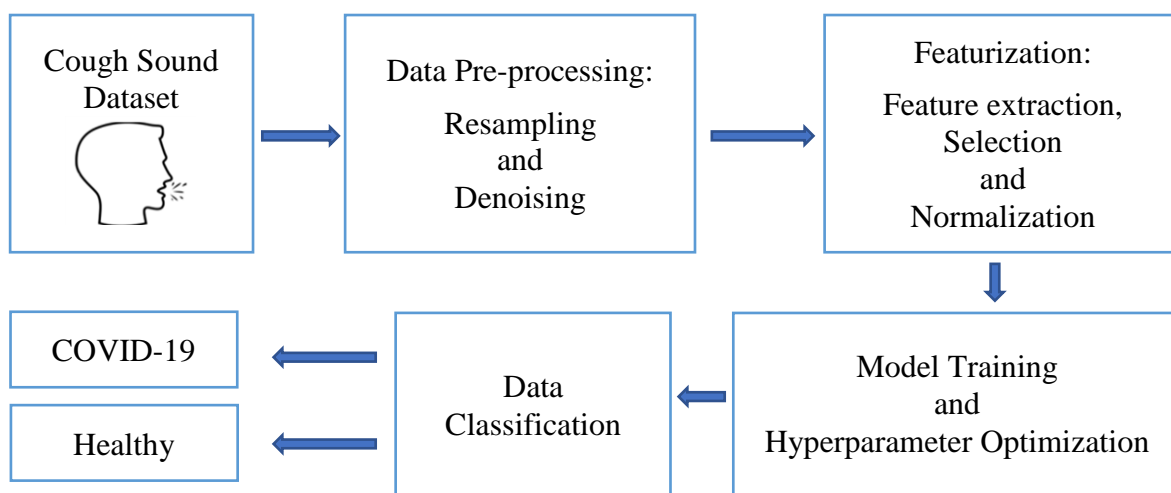 Cough Sound
Dataset
Data Pre-processing:
Resampling
and
Denoising
Featurization:
Feature extraction,
Selection
and
Normalization
Model Training
and
Hyperparameter Optimization
Data
Classification
COVID-19
Healthy